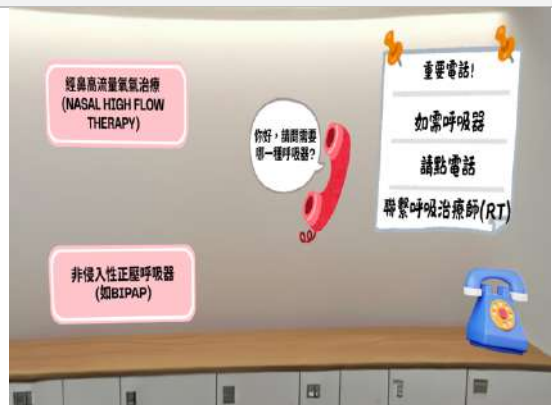 經鼻高流量氧氣治療
(NASAL HIGH FLOW
THERAPY)
你好，請問需要
哪一種呼吸器?
重要電話!
如需呼吸器
請點電話
聯繫呼吸治療師(RT)
非侵入性正壓呼吸器
(如BIPAP)